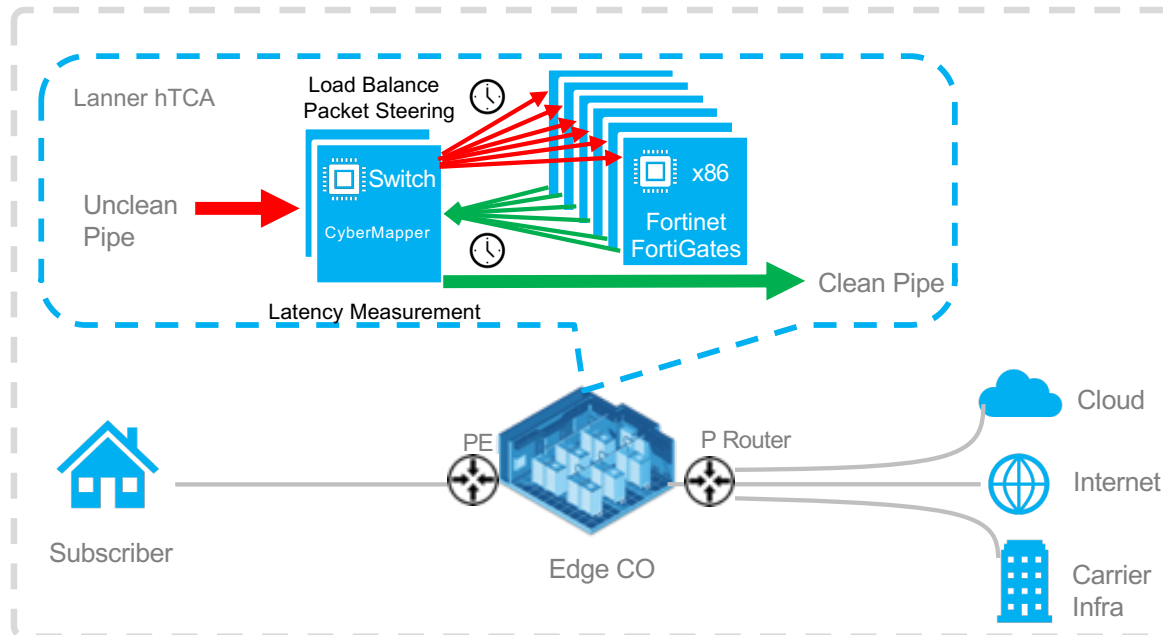 Lanner hTCA
Load Balance
Packet Steering
Switch
CyberMapper
x86
Fortinet
FortiGates
Unclean
Pipe
Clean Pipe
Latency Measurement
PE
P Router
Cloud
Internet
Subscriber
Edge CO
Carrier
Infra